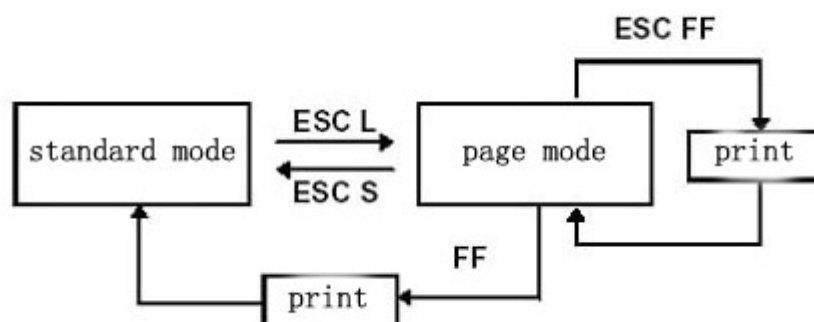 ESC FF
standard mode
ESC L
page mode
print
ESC S
FF
print